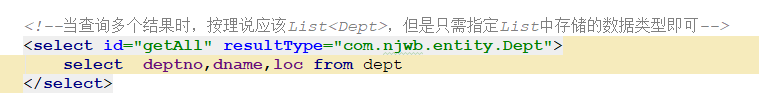 <!--当查询多个结果时，按理说应该List<Dept>，但是只需指定List中存储的数据类型即可-->
<select id="getAll" resultType="com.njwb.entity.Dept">
    select  deptno,dname,loc from dept
</select>